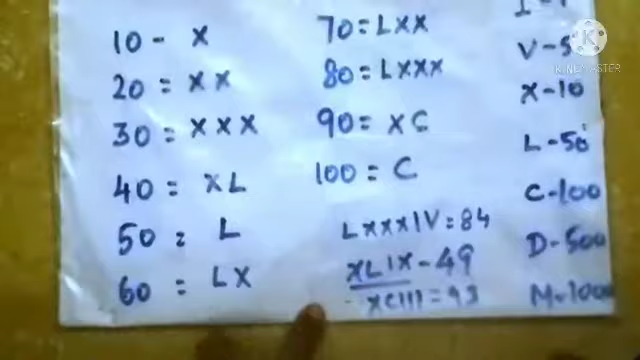 10 - X
20 = XX
30 = XXX
40 = XL
50 = L
60 = LX
70 = LXX
80 = LXXX
90 = XC
100 = C
LXXXIV = 84
XLIX - 49
XCIII = 93
V - 5
X - 10
L - 50
C - 100
D - 500
M - 1000
KINEMASTER